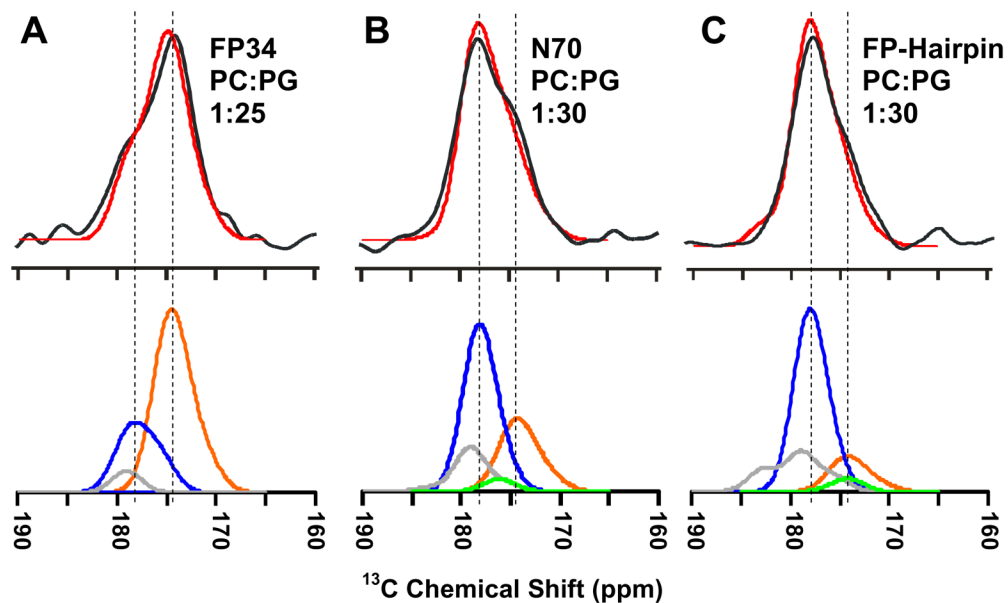 A
FP34
PC:PG
1:25
B
N70
PC:PG
1:30
C
FP-Hairpin
PC:PG
1:30
190 180 170 160
190 180 170 160
190 180 170 160
13C Chemical Shift (ppm)